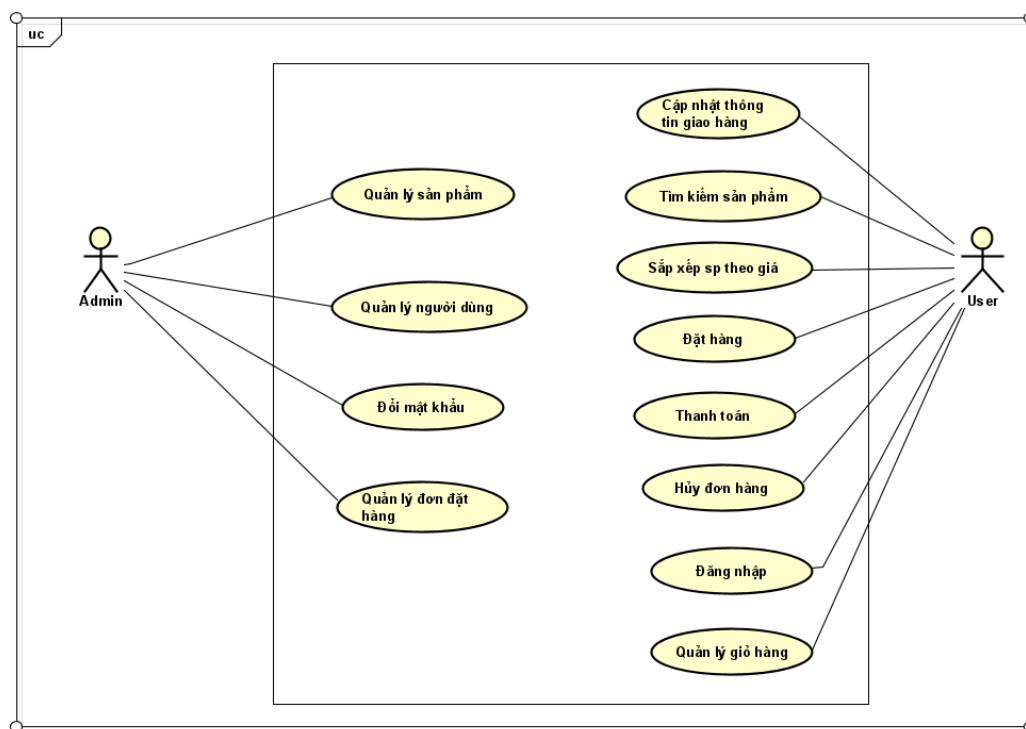 uc
Cập nhật thông
tin giao hàng
Quản lý sản phẩm
Tìm kiếm sản phẩm
Sắp xếp sp theo giá
Admin
User
Quản lý người dùng
Đặt hàng
Đổi mật khẩu
Thanh toán
Quản lý đơn đặt
hàng
Hủy đơn hàng
Đăng nhập
Quản lý giỏ hàng